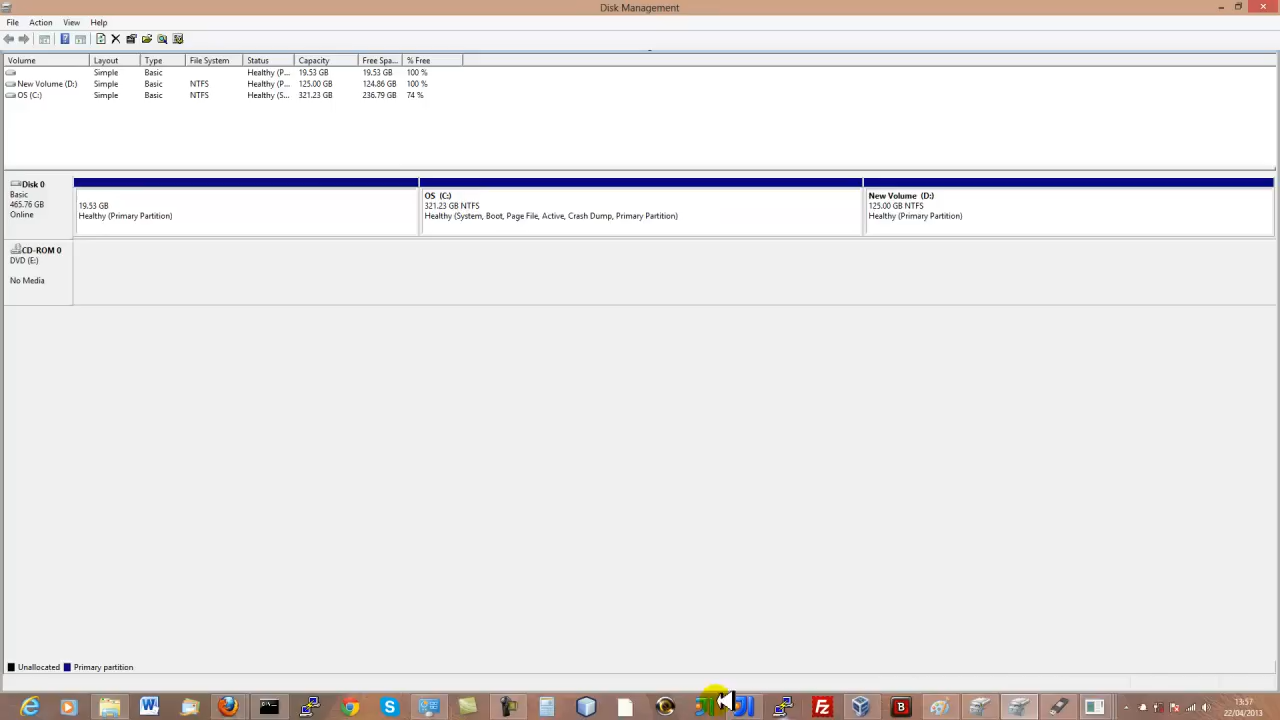 Disk Management
File Action View Help
Volume Layout Type File System Status Capacity Free Spa... % Free
Simple Basic Healthy (P... 19.53 GB 19.53 GB 100 %
New Volume (D:) Simple Basic NTFS Healthy (P... 125.00 GB 124.86 GB 100 %
OS (C:) Simple Basic NTFS Healthy (S... 321.23 GB 236.79 GB 74 %
Disk 0
Basic
465.76 GB
Online
19.53 GB
Healthy (Primary Partition)
OS (C:)
321.23 GB NTFS
Healthy (System, Boot, Page File, Active, Crash Dump, Primary Partition)
New Volume (D:)
125.00 GB NTFS
Healthy (Primary Partition)
CD-ROM 0
DVD (E:)
No Media
Unallocated Primary partition
13:57
22/04/2013